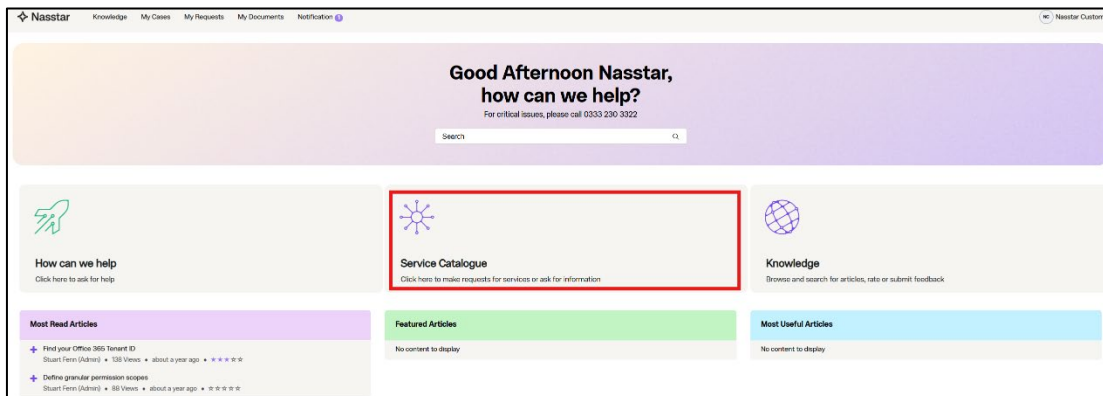 Nasstar Knowledge My Cases My Requests My Documents Notification 1
NC Nasstar Custom
Good Afternoon Nasstar,
how can we help?
For critical issues, please call 0333 230 3322
Search
How can we help
Click here to ask for help
Service Catalogue
Click here to make requests for services or ask for information
Knowledge
Browse and search for articles, rate or submit feedback
Most Read Articles
Find your Office 365 Tenant ID
Stuart Fenn (Admin) • 138 Views • about a year ago •
Define granular permission scopes
Stuart Fenn (Admin) • 88 Views • about a year ago •
Featured Articles
No content to display
Most Useful Articles
No content to display